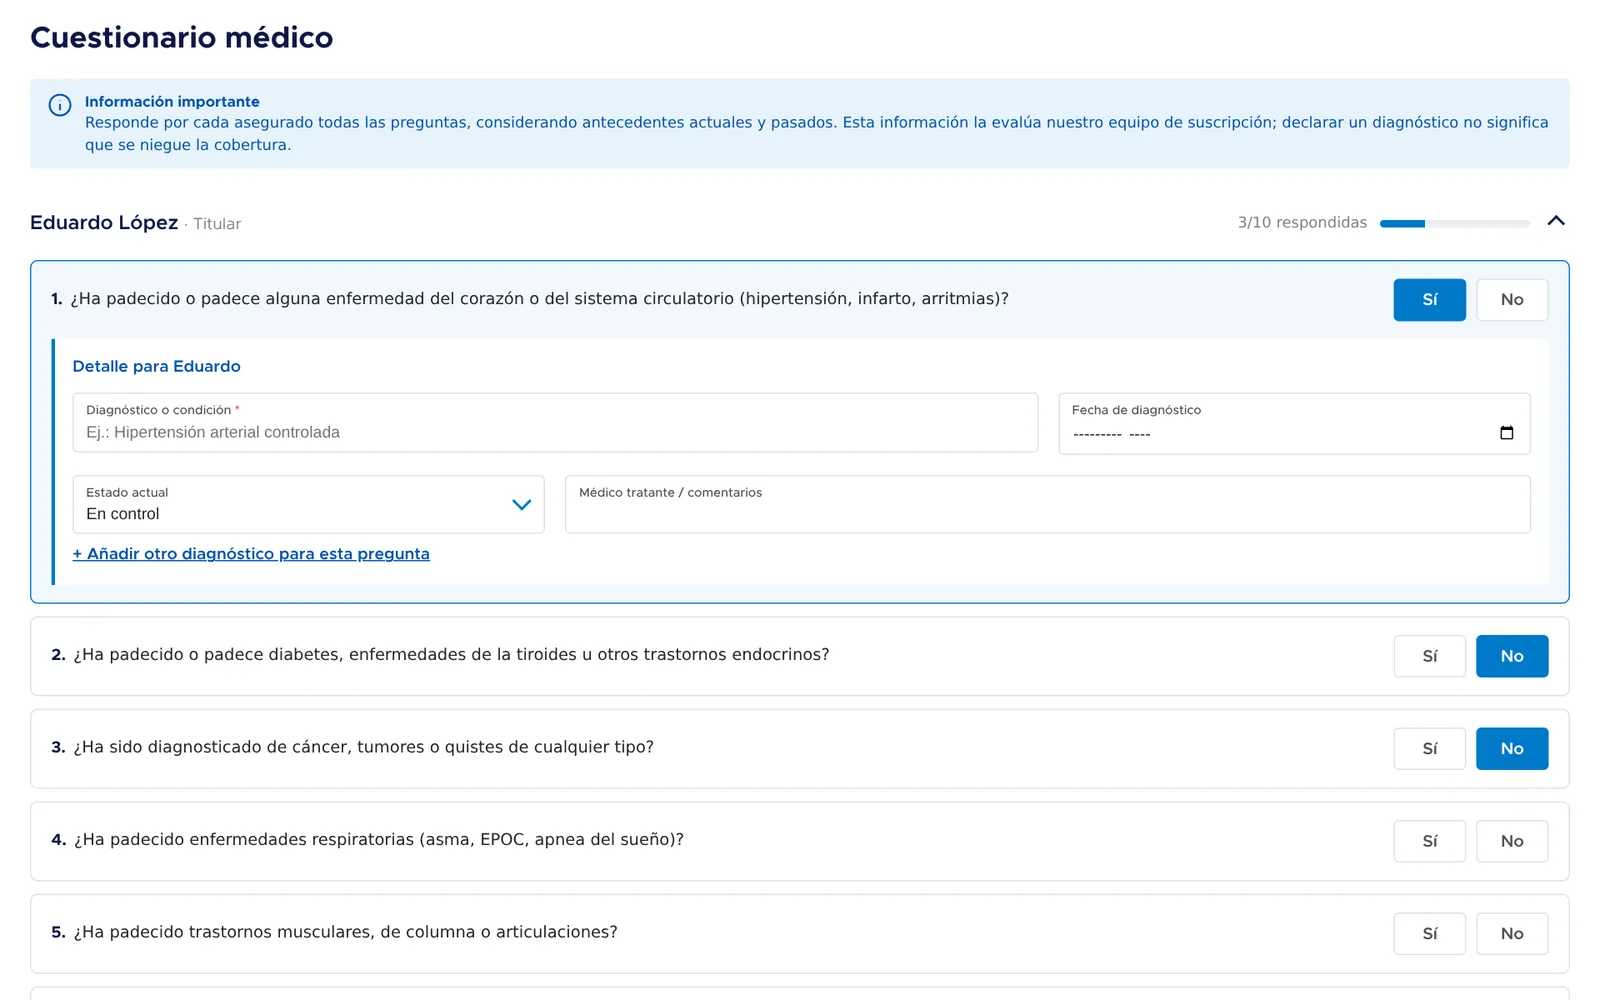 Cuestionario médico
Información importante
Responde por cada asegurado todas las preguntas, considerando antecedentes actuales y pasados. Esta información la evalúa nuestro equipo de suscripción; declarar un diagnóstico no significa
que se niegue la cobertura.
Eduardo López · Titular
3/10 respondidas
1. ¿Ha padecido o padece alguna enfermedad del corazón o del sistema circulatorio (hipertensión, infarto, arritmias)?
Sí No
Detalle para Eduardo
Diagnóstico o condición *
Ej.: Hipertensión arterial controlada
Fecha de diagnóstico
--------- ----
Estado actual
En control
Médico tratante / comentarios
+ Añadir otro diagnóstico para esta pregunta
2. ¿Ha padecido o padece diabetes, enfermedades de la tiroides u otros trastornos endocrinos?
Sí No
3. ¿Ha sido diagnosticado de cáncer, tumores o quistes de cualquier tipo?
Sí No
4. ¿Ha padecido enfermedades respiratorias (asma, EPOC, apnea del sueño)?
Sí No
5. ¿Ha padecido trastornos musculares, de columna o articulaciones?
Sí No